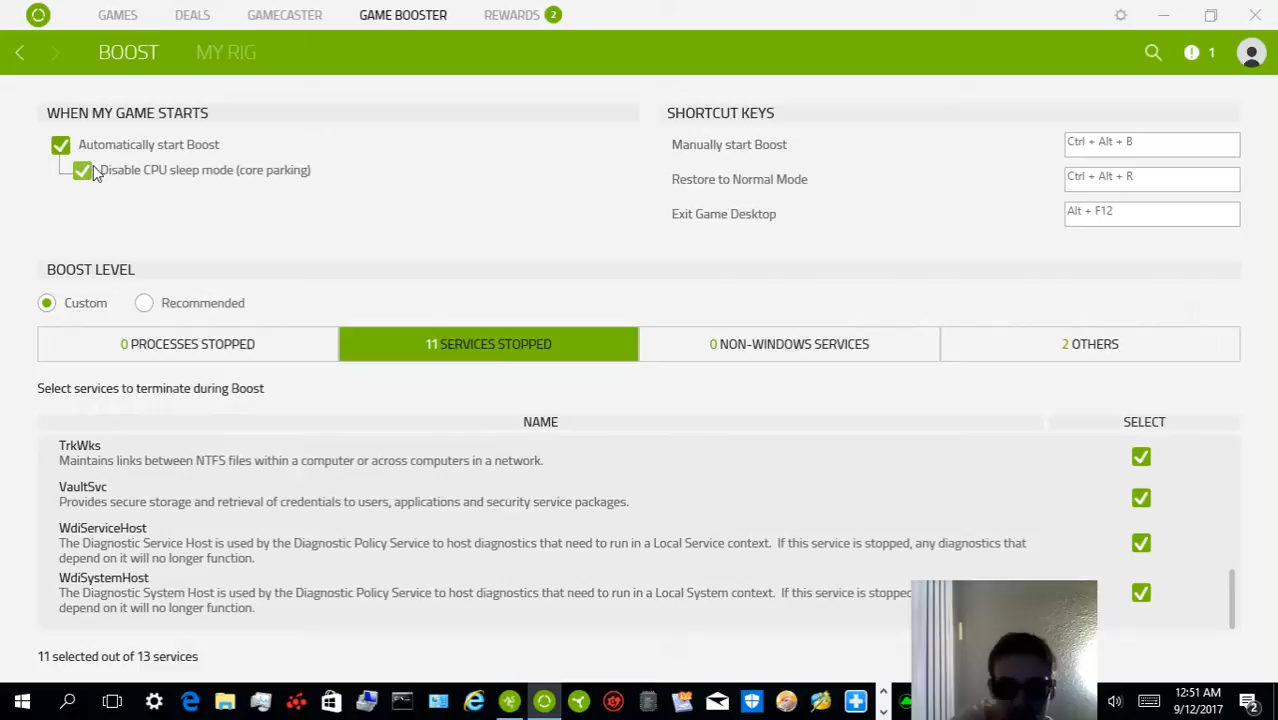 GAMES DEALS GAMECASTER GAME BOOSTER REWARDS 2
BOOST MY RIG 1
WHEN MY GAME STARTS
Automatically start Boost
Disable CPU sleep mode (core parking)
SHORTCUT KEYS
Manually start Boost Ctrl + Alt + B
Restore to Normal Mode Ctrl + Alt + R
Exit Game Desktop Alt + F12
BOOST LEVEL
Custom Recommended
0 PROCESSES STOPPED 11 SERVICES STOPPED 0 NON-WINDOWS SERVICES 2 OTHERS
Select services to terminate during Boost
NAME SELECT
TrkWks
Maintains links between NTFS files within a computer or across computers in a network.
VaultSvc
Provides secure storage and retrieval of credentials to users, applications and security service packages.
WdiServiceHost
The Diagnostic Service Host is used by the Diagnostic Policy Service to host diagnostics that need to run in a Local Service context. If this service is stopped, any diagnostics that
depend on it will no longer function.
WdiSystemHost
The Diagnostic System Host is used by the Diagnostic Policy Service to host diagnostics that need to run in a Local System context. If this service is stopped
depend on it will no longer function.
11 selected out of 13 services
12:51 AM
9/12/2017
2